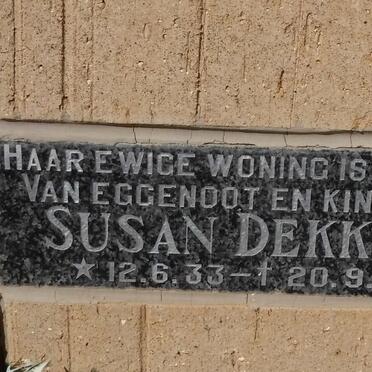 HAAR EWIGE WONING IS
VAN EGGENOOT EN KIN
SUSAN DEKK
★ 12.6.33 – † 20.9.